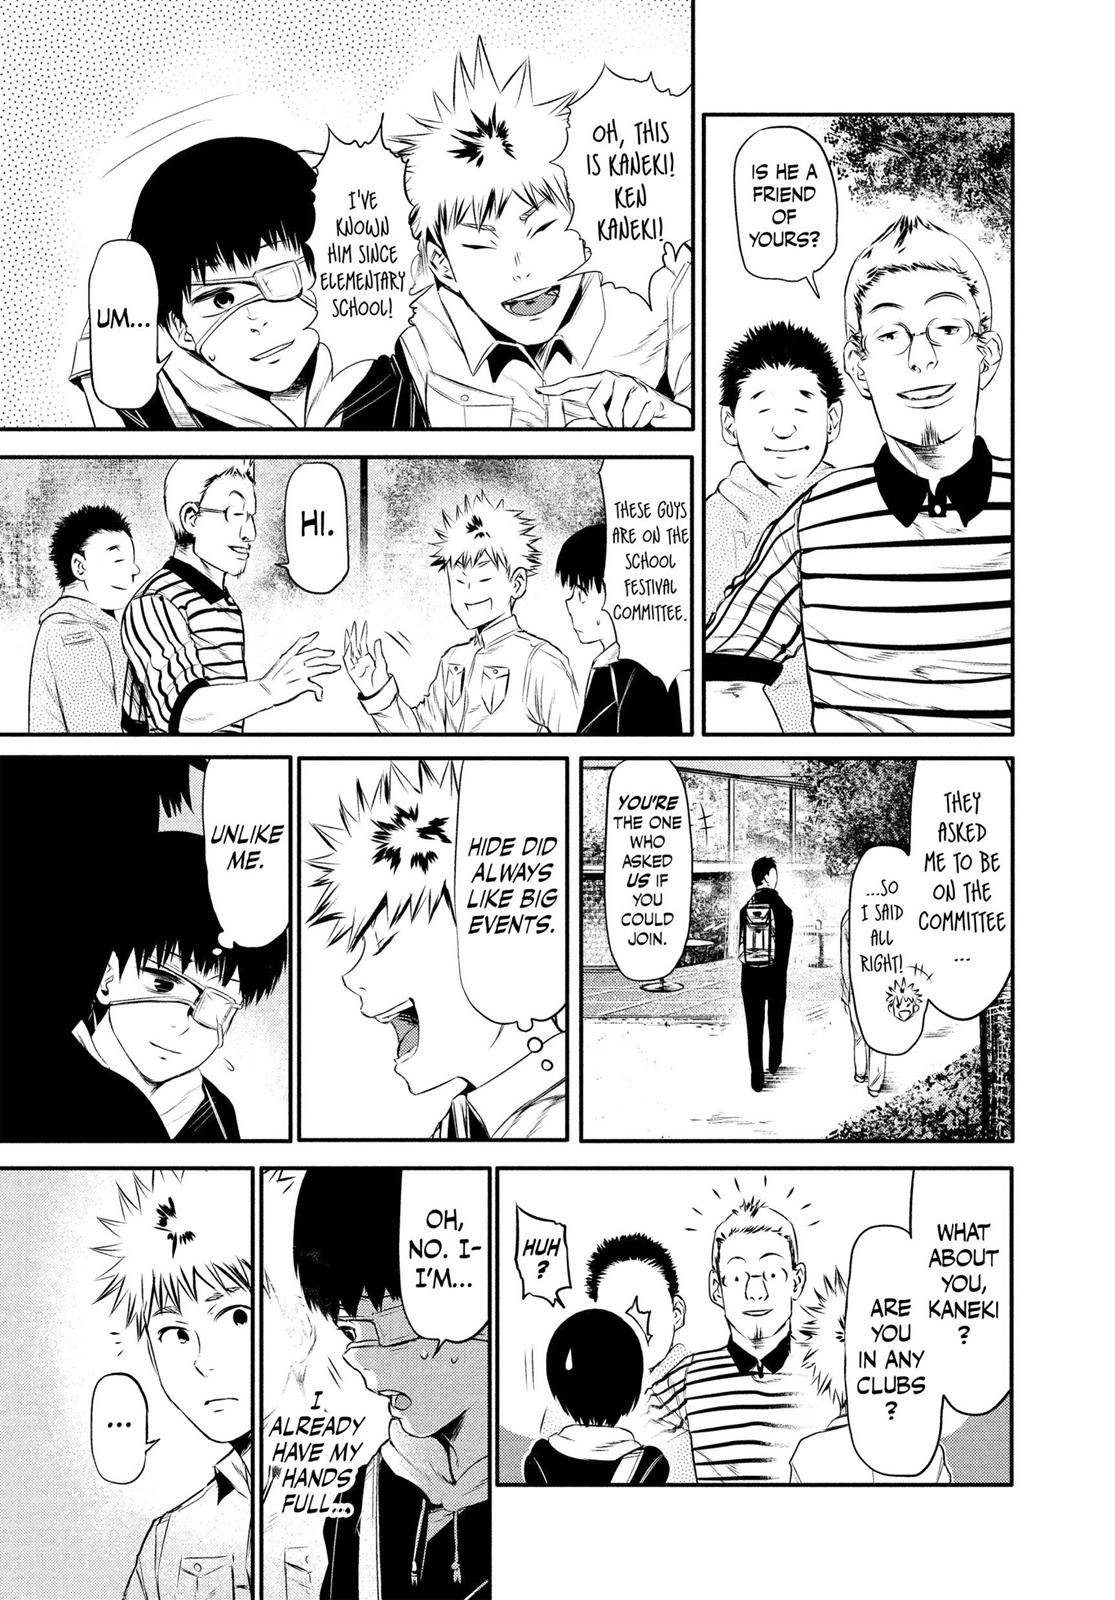 IS HE A
FRIEND
OF
YOURS?
OH, THIS
IS KANEKI!
KEN
KANEKI!
I'VE
KNOWN
HIM SINCE
ELEMENTARY
SCHOOL!
UM...
THESE GUYS
ARE ON THE
SCHOOL
FESTIVAL
COMMITTEE.
HI.
THEY
ASKED
ME TO BE
ON THE
COMMITTEE
...
...SO
I SAID
ALL
RIGHT!
YOU'RE
THE ONE
WHO
ASKED
US IF
YOU
COULD
JOIN.
HIDE DID
ALWAYS
LIKE BIG
EVENTS.
UNLIKE
ME.
WHAT
ABOUT
YOU,
KANEKI
?
ARE
YOU
IN ANY
CLUBS
?
HUH
?
OH,
NO. I-
I'M...
I
ALREADY
HAVE MY
HANDS
FULL...
...